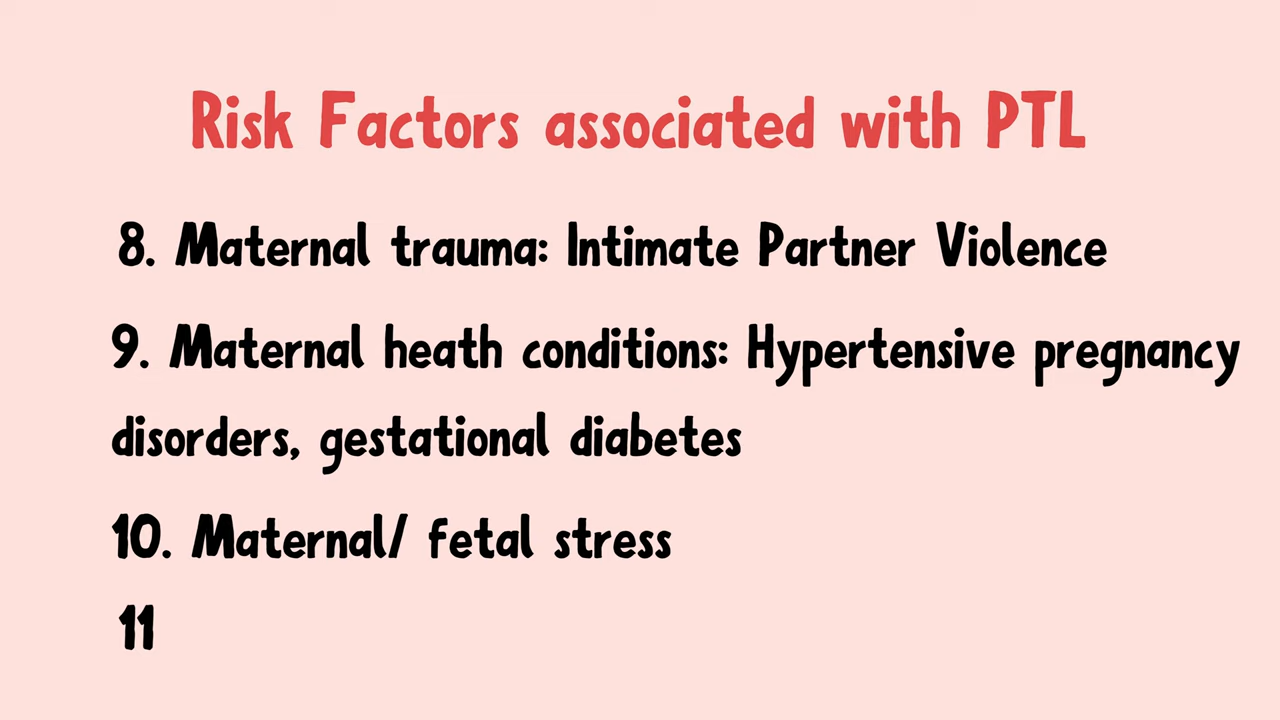 Risk Factors associated with PTL
8. Maternal trauma: Intimate Partner Violence
9. Maternal heath conditions: Hypertensive pregnancy
disorders, gestational diabetes
10. Maternal/ fetal stress
11